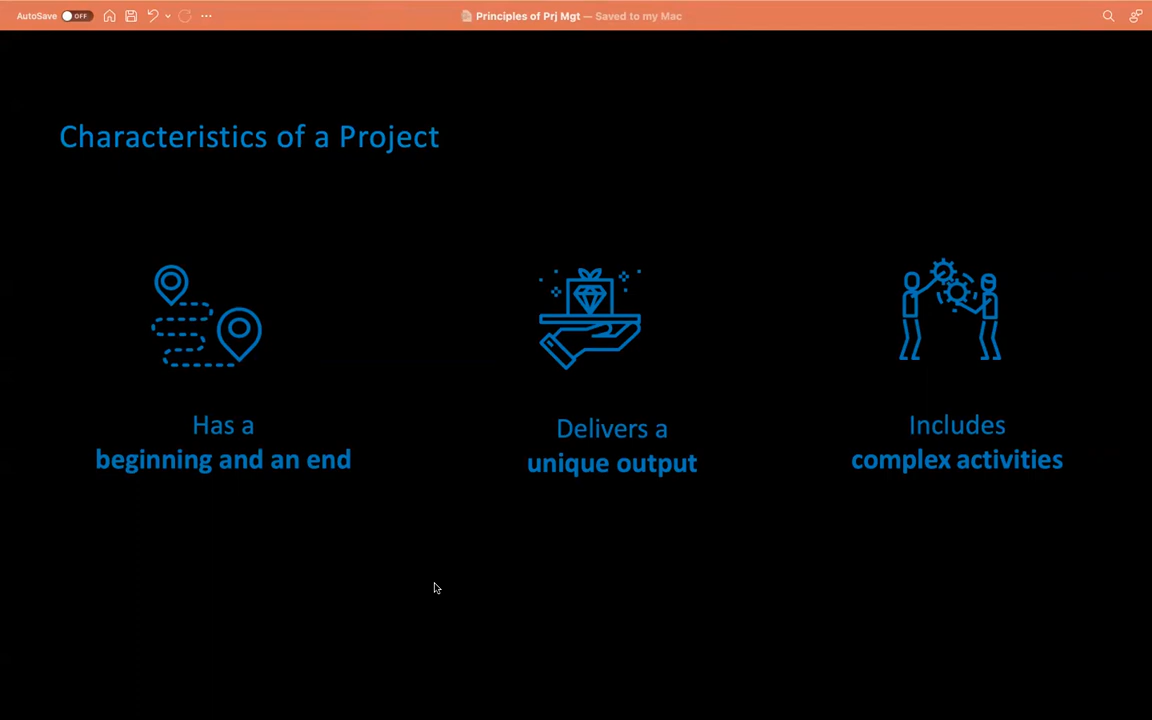 AutoSave OFF
Principles of Prj Mgt — Saved to my Mac
Characteristics of a Project
Has a
beginning and an end
Delivers a
unique output
Includes
complex activities